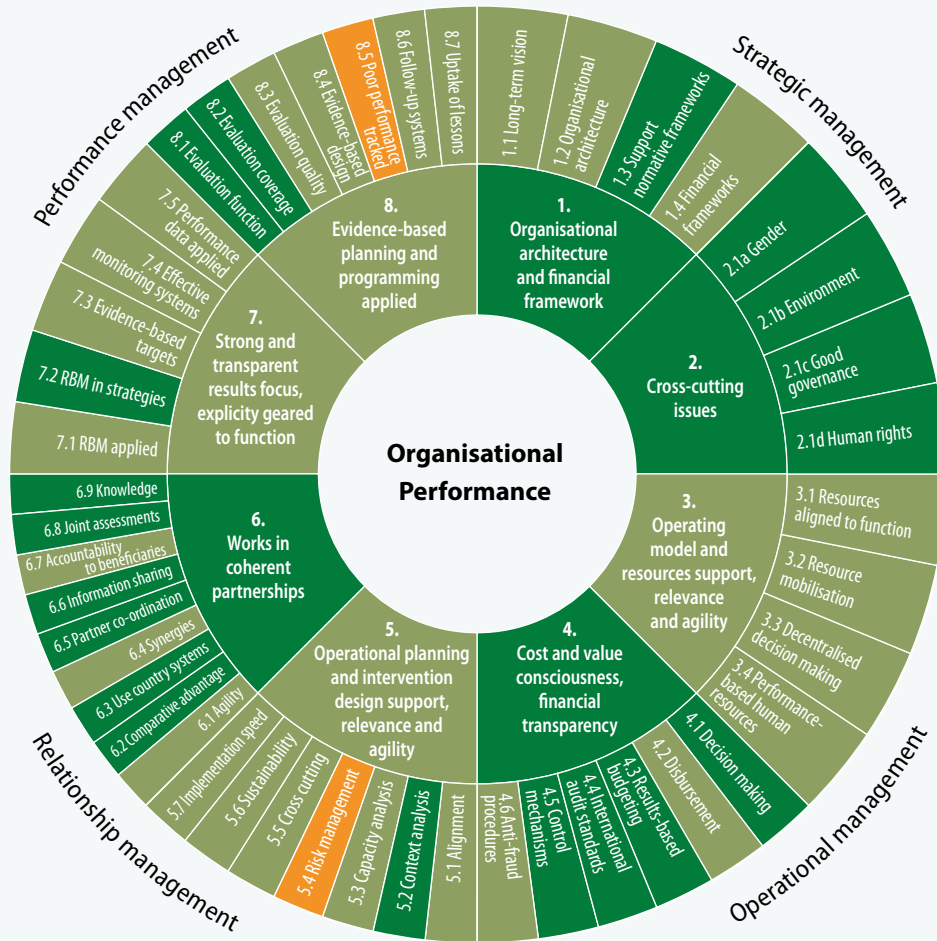 Organisational
Performance
Strategic management
1.
Organisational
architecture
and financial
framework
1.1 Long-term vision
1.2 Organisational
architecture
1.3 Support
normative frameworks
1.4 Financial
frameworks
2.
Cross-cutting
issues
2.1a Gender
2.1b Environment
2.1c Good
governance
2.1d Human rights
Operational management
3.
Operating
model and
resources support,
relevance
and agility
3.1 Resources
aligned to function
3.2 Resource
mobilisation
3.3 Decentralised
decision making
3.4 Performance-
based human
resources
4.
Cost and value
consciousness,
financial
transparency
4.1 Decision making
4.2 Disbursement
4.3 Results-based
budgeting
4.4 International
audit standards
4.5 Control
mechanisms
4.6 Anti-fraud
procedures
Relationship management
5.
Operational planning
and intervention
design support,
relevance and
agility
5.1 Alignment
5.2 Context analysis
5.3 Capacity analysis
5.4 Risk management
5.5 Cross cutting
5.6 Sustainability
5.7 Implementation speed
6.
Works in
coherent
partnerships
6.1 Agility
6.2 Comparative advantage
6.3 Use country systems
6.4 Synergies
6.5 Partner co-ordination
6.6 Information sharing
6.7 Accountability
to beneficiaries
6.8 Joint assessments
6.9 Knowledge
Performance management
7.
Strong and
transparent
results focus,
explicity geared
to function
7.1 RBM applied
7.2 RBM in strategies
7.3 Evidence-based
targets
7.4 Effective
monitoring systems
7.5 Performance
data applied
8.
Evidence-based
planning and
programming
applied
8.1 Evaluation function
8.2 Evaluation coverage
8.3 Evaluation quality
8.4 Evidence-based
design
8.5 Poor performance
tracked
8.6 Follow-up systems
8.7 Uptake of lessons